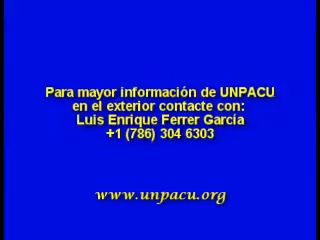 Para mayor información de UNPACU
en el exterior contacte con:
Luis Enrique Ferrer García
+1 (786) 304 6303
www.unpacu.org